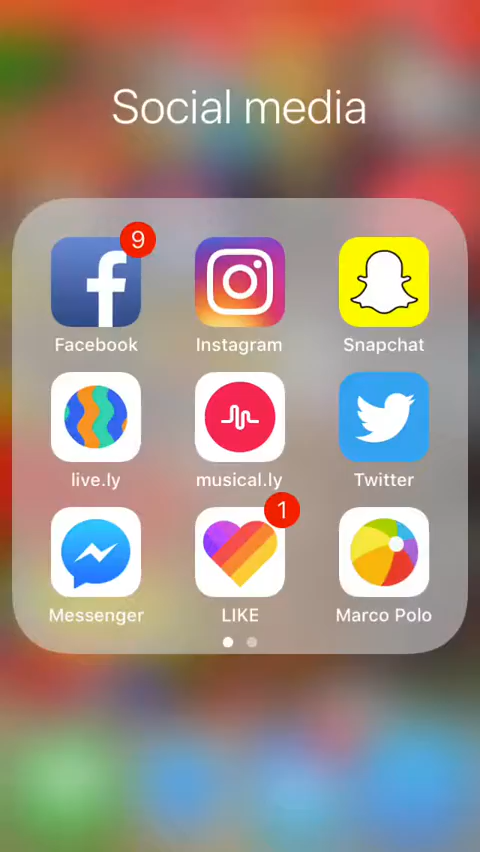 Social media
9
Facebook Instagram Snapchat
live.ly musical.ly Twitter
1
Messenger LIKE Marco Polo